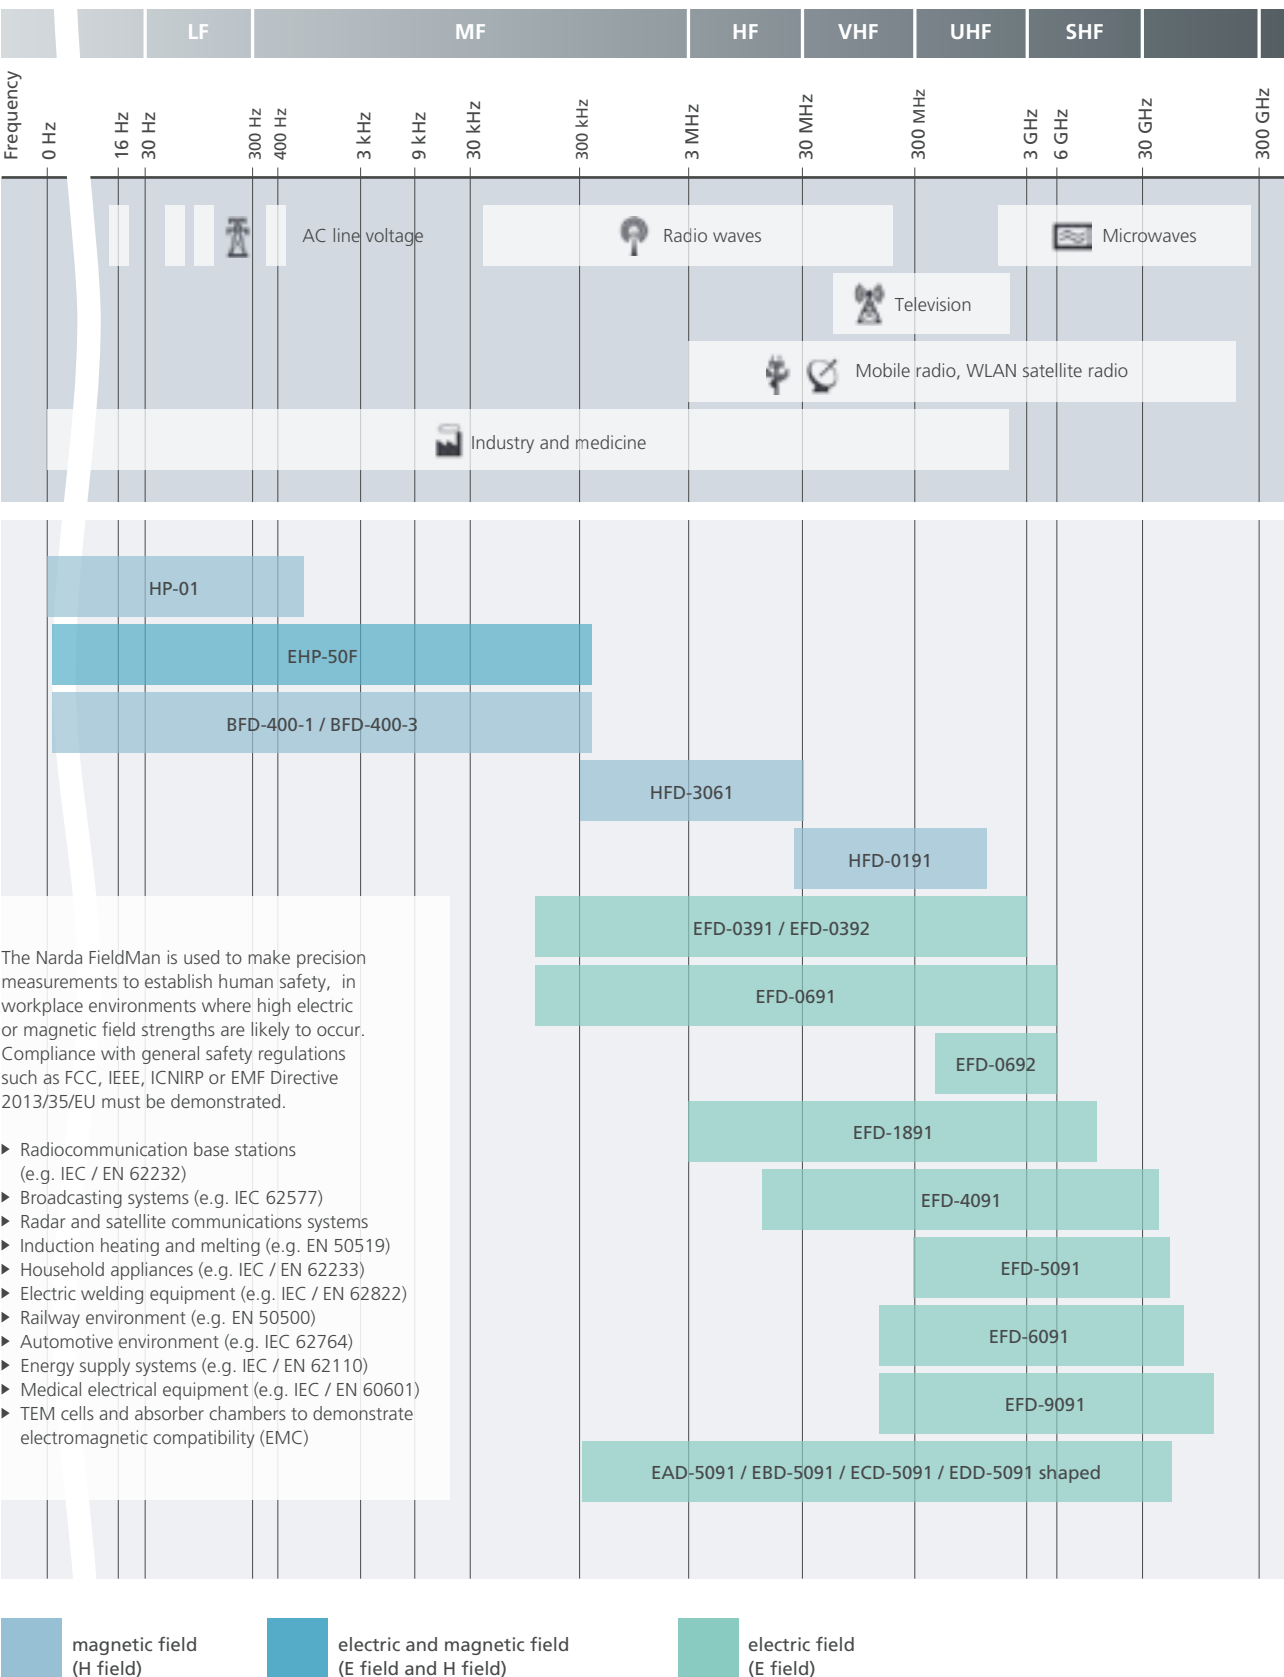 LF MF HF VHF UHF SHF
Frequency
0 Hz
16 Hz
30 Hz
300 Hz
400 Hz
3 kHz
9 kHz
30 kHz
300 kHz
3 MHz
30 MHz
300 MHz
3 GHz
6 GHz
30 GHz
300 GHz
AC line voltage
Radio waves
Microwaves
Television
Mobile radio, WLAN satellite radio
Industry and medicine
HP-01
EHP-50F
BFD-400-1 / BFD-400-3
HFD-3061
HFD-0191
EFD-0391 / EFD-0392
EFD-0691
EFD-0692
EFD-1891
EFD-4091
EFD-5091
EFD-6091
EFD-9091
EAD-5091 / EBD-5091 / ECD-5091 / EDD-5091 shaped
The Narda FieldMan is used to make precision
measurements to establish human safety, in
workplace environments where high electric
or magnetic field strengths are likely to occur.
Compliance with general safety regulations
such as FCC, IEEE, ICNIRP or EMF Directive
2013/35/EU must be demonstrated.
▶ Radiocommunication base stations
(e.g. IEC / EN 62232)
▶ Broadcasting systems (e.g. IEC 62577)
▶ Radar and satellite communications systems
▶ Induction heating and melting (e.g. EN 50519)
▶ Household appliances (e.g. IEC / EN 62233)
▶ Electric welding equipment (e.g. IEC / EN 62822)
▶ Railway environment (e.g. EN 50500)
▶ Automotive environment (e.g. IEC 62764)
▶ Energy supply systems (e.g. IEC / EN 62110)
▶ Medical electrical equipment (e.g. IEC / EN 60601)
▶ TEM cells and absorber chambers to demonstrate
electromagnetic compatibility (EMC)
magnetic field
(H field)
electric and magnetic field
(E field and H field)
electric field
(E field)